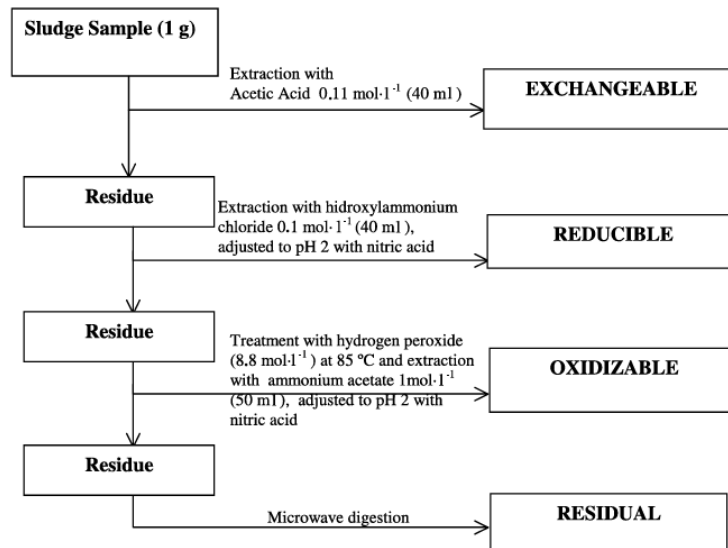 Sludge Sample (1 g)
Extraction with
Acetic Acid 0.11 mol·l⁻¹ (40 ml)
EXCHANGEABLE
Residue
Extraction with hidroxylammonium
chloride 0.1 mol·l⁻¹ (40 ml),
adjusted to pH 2 with nitric acid
REDUCIBLE
Residue
Treatment with hydrogen peroxide
(8.8 mol·l⁻¹) at 85 ºC and extraction
with ammonium acetate 1mol·l⁻¹
(50 ml), adjusted to pH 2 with
nitric acid
OXIDIZABLE
Residue
Microwave digestion
RESIDUAL